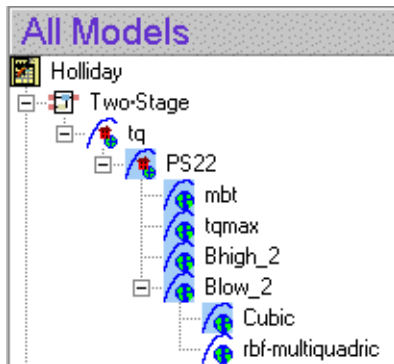 All Models
Holliday
Two-Stage
tq
PS22
mbt
tqmax
Bhigh_2
Blow_2
Cubic
rbf-multiquadric